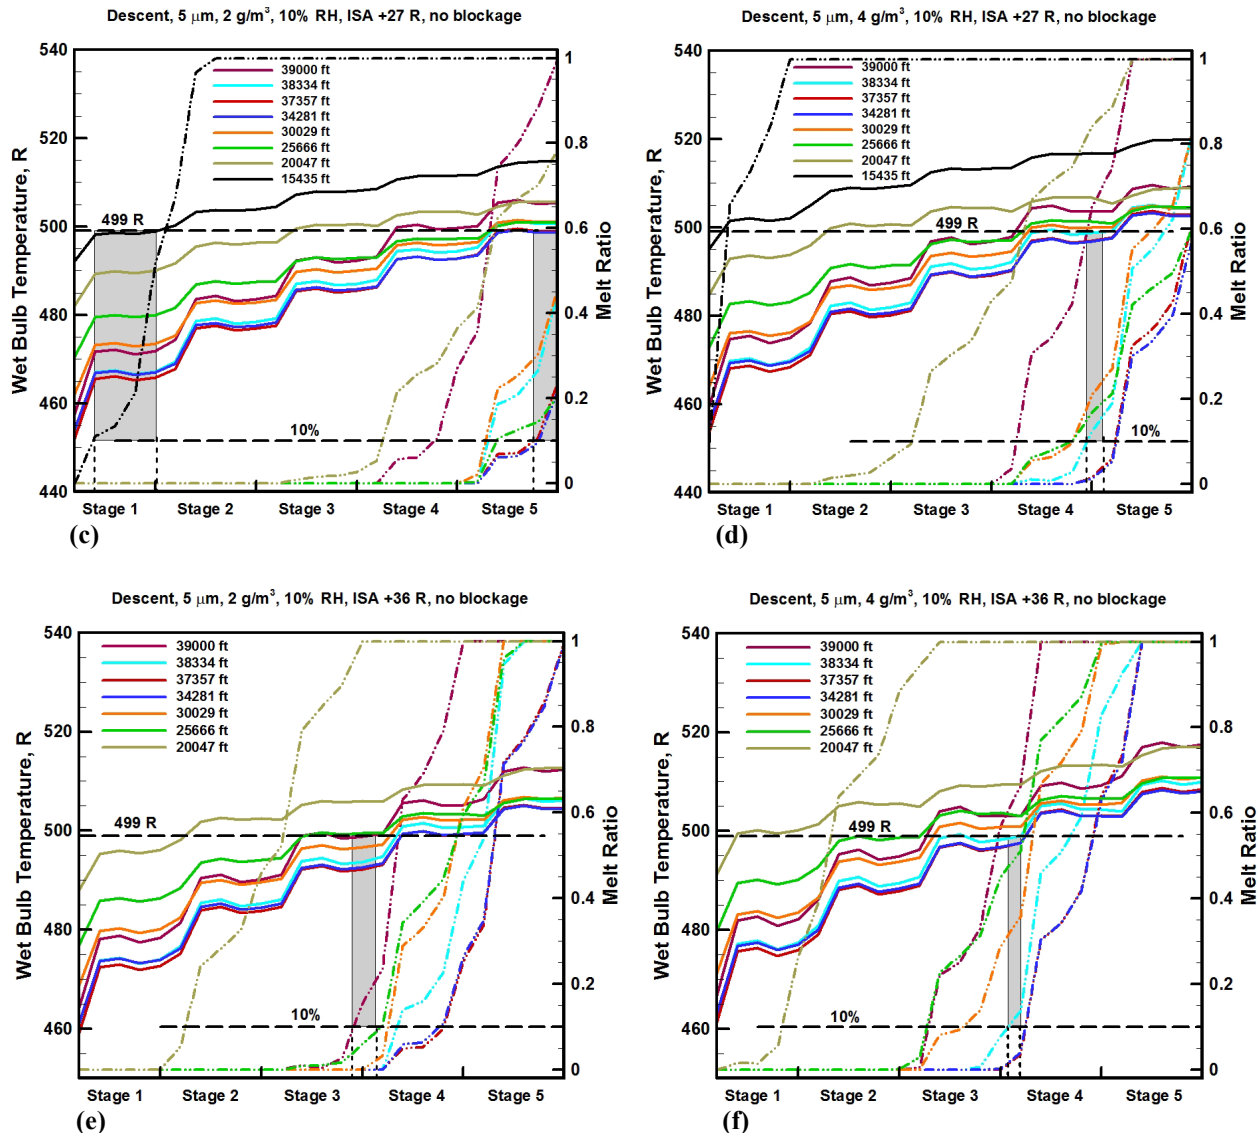 Descent, 5 μm, 2 g/m³, 10% RH, ISA +27 R, no blockage
540
520
500
480
460
440
Wet Bulb Temperature, R
39000 ft
38334 ft
37357 ft
34281 ft
30029 ft
25666 ft
20047 ft
15435 ft
499 R
10%
1
0.8
0.6
0.4
0.2
0
Melt Ratio
Stage 1 Stage 2 Stage 3 Stage 4 Stage 5
(c)
Descent, 5 μm, 4 g/m³, 10% RH, ISA +27 R, no blockage
540
520
500
480
460
440
Wet Bulb Temperature, R
39000 ft
38334 ft
37357 ft
34281 ft
30029 ft
25666 ft
20047 ft
15435 ft
499 R
10%
1
0.8
0.6
0.4
0.2
0
Melt Ratio
Stage 1 Stage 2 Stage 3 Stage 4 Stage 5
(d)
Descent, 5 μm, 2 g/m³, 10% RH, ISA +36 R, no blockage
540
520
500
480
460
Wet Bulb Temperature, R
39000 ft
38334 ft
37357 ft
34281 ft
30029 ft
25666 ft
20047 ft
499 R
10%
1
0.8
0.6
0.4
0.2
0
Melt Ratio
Stage 1 Stage 2 Stage 3 Stage 4 Stage 5
(e)
Descent, 5 μm, 4 g/m³, 10% RH, ISA +36 R, no blockage
540
520
500
480
460
Wet Bulb Temperature, R
39000 ft
38334 ft
37357 ft
34281 ft
30029 ft
25666 ft
20047 ft
499 R
10%
1
0.8
0.6
0.4
0.2
0
Melt Ratio
Stage 1 Stage 2 Stage 3 Stage 4 Stage 5
(f)